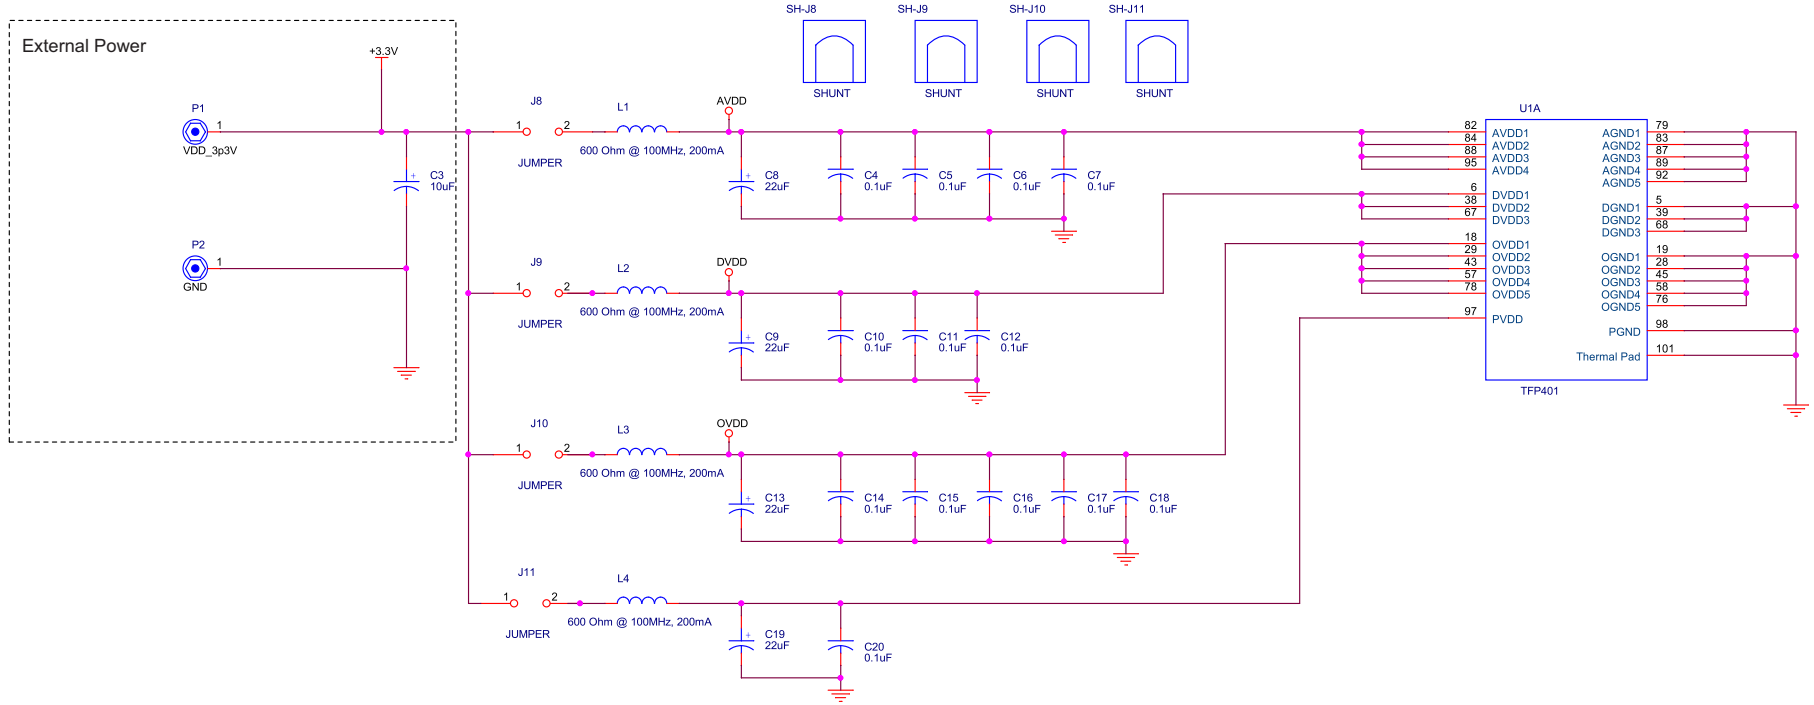 SH-J8 SH-J9 SH-J10 SH-J11
SHUNT SHUNT SHUNT SHUNT
External Power
+3.3V
P1
1
VDD_3p3V
C3
10uF
P2
1
GND
J8
1 2
JUMPER
L1
600 Ohm @ 100MHz, 200mA
AVDD
+ C8
22uF
C4
0.1uF
C5
0.1uF
C6
0.1uF
C7
0.1uF
J9
1 2
JUMPER
L2
600 Ohm @ 100MHz, 200mA
DVDD
+ C9
22uF
C10
0.1uF
C11
0.1uF
C12
0.1uF
J10
1 2
JUMPER
L3
600 Ohm @ 100MHz, 200mA
OVDD
+ C13
22uF
C14
0.1uF
C15
0.1uF
C16
0.1uF
C17
0.1uF
C18
0.1uF
J11
1 2
JUMPER
L4
600 Ohm @ 100MHz, 200mA
+ C19
22uF
C20
0.1uF
U1A
82 AVDD1
84 AVDD2
88 AVDD3
95 AVDD4
6 DVDD1
38 DVDD2
67 DVDD3
18 OVDD1
29 OVDD2
43 OVDD3
57 OVDD4
78 OVDD5
97 PVDD
AGND1 79
AGND2 83
AGND3 87
AGND4 89
AGND5 92
DGND1 5
DGND2 39
DGND3 68
OGND1 19
OGND2 28
OGND3 45
OGND4 58
OGND5 76
PGND 98
Thermal Pad 101
TFP401